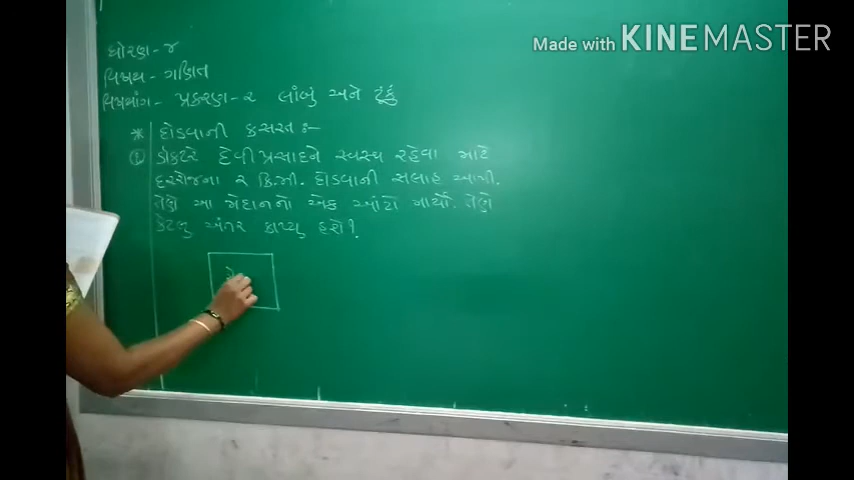 Made with KINEMASTER
ધોરણ - ૪
વિષય - ગણિત
વિષયાંગ - પ્રકરણ - ૨ લાંબુ અને ટૂંકું
* દોડવાની કસરત :-
① ડૉક્ટરે દેવીપ્રસાદને સ્વસ્થ રહેવા માટે
દરરોજના ૨ કિ.મી. દોડવાની સલાહ આપી.
તેણે આ મેદાનનો એક આંટો માર્યો. તેણે
કેટલુ અંતર કાપ્યુ હશે?
મે